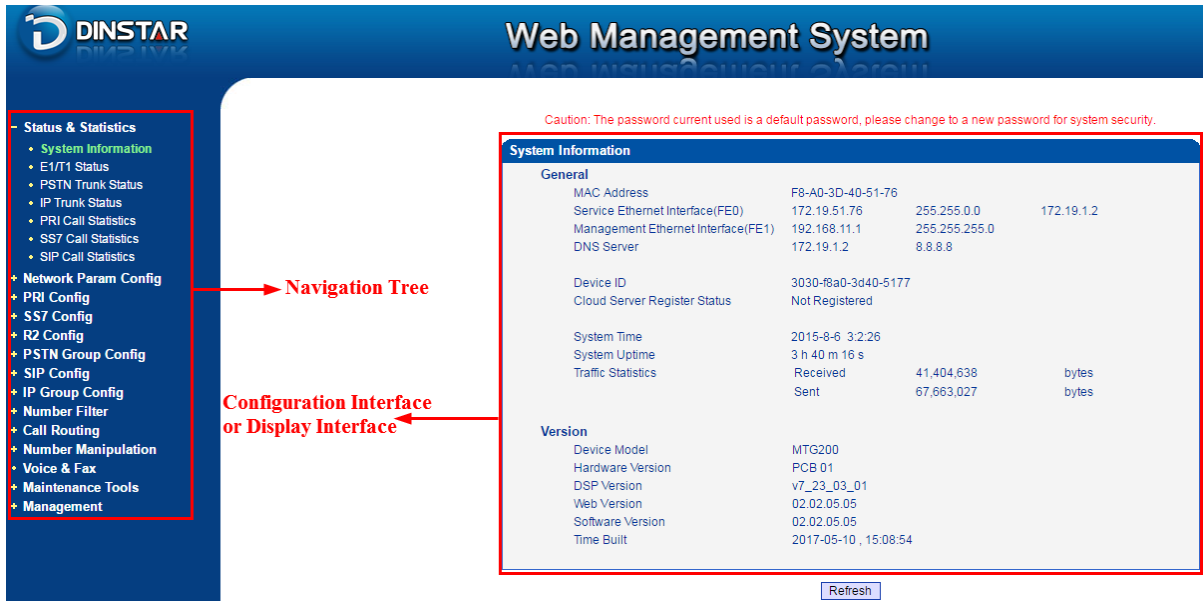 DINSTAR
Web Management System
Caution: The password current used is a default password, please change to a new password for system security.
− Status & Statistics
• System Information
• E1/T1 Status
• PSTN Trunk Status
• IP Trunk Status
• PRI Call Statistics
• SS7 Call Statistics
• SIP Call Statistics
+ Network Param Config
+ PRI Config
+ SS7 Config
+ R2 Config
+ PSTN Group Config
+ SIP Config
+ IP Group Config
+ Number Filter
+ Call Routing
+ Number Manipulation
• Voice & Fax
+ Maintenance Tools
+ Management
Navigation Tree
Configuration Interface
or Display Interface
System Information
General
MAC Address F8-A0-3D-40-51-76
Service Ethernet Interface(FE0) 172.19.51.76 255.255.0.0 172.19.1.2
Management Ethernet Interface(FE1) 192.168.11.1 255.255.255.0
DNS Server 172.19.1.2 8.8.8.8
Device ID 3030-f8a0-3d40-5177
Cloud Server Register Status Not Registered
System Time 2015-8-6 3:2:26
System Uptime 3 h 40 m 16 s
Traffic Statistics Received 41,404,638 bytes
Sent 67,663,027 bytes
Version
Device Model MTG200
Hardware Version PCB 01
DSP Version v7_23_03_01
Web Version 02.02.05.05
Software Version 02.02.05.05
Time Built 2017-05-10 , 15:08:54
Refresh